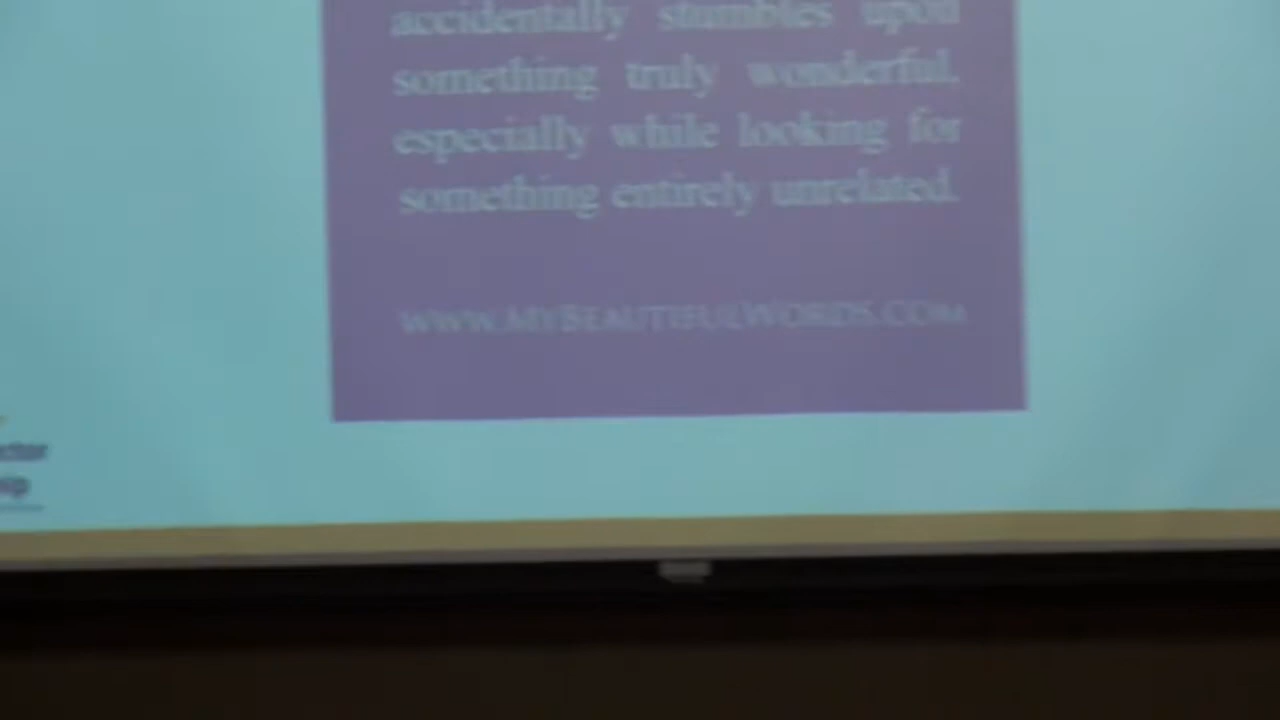 accidentally stumbles upon
something truly wonderful,
especially while looking for
something entirely unrelated.
WWW.MYBEAUTIFULWORDS.COM